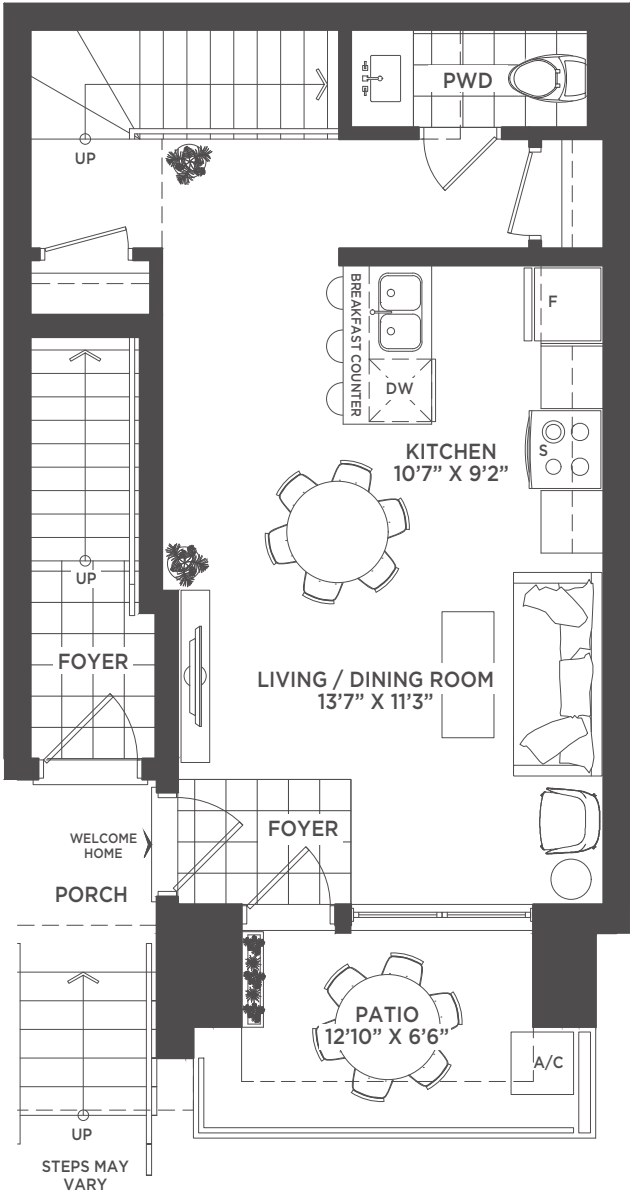 PWD
UP
BREAKFAST COUNTER
F
DW
S
KITCHEN
10'7" X 9'2"
UP
FOYER
LIVING / DINING ROOM
13'7" X 11'3"
FOYER
WELCOME
HOME
PORCH
PATIO
12'10" X 6'6"
A/C
UP
STEPS MAY
VARY